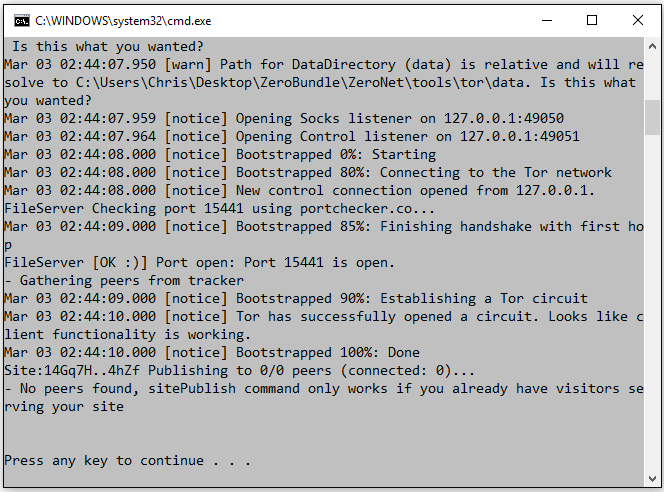 C:\WINDOWS\system32\cmd.exe
Is this what you wanted?
Mar 03 02:44:07.950 [warn] Path for DataDirectory (data) is relative and will re
solve to C:\Users\Chris\Desktop\ZeroBundle\ZeroNet\tools\tor\data. Is this what
you wanted?
Mar 03 02:44:07.959 [notice] Opening Socks listener on 127.0.0.1:49050
Mar 03 02:44:07.964 [notice] Opening Control listener on 127.0.0.1:49051
Mar 03 02:44:08.000 [notice] Bootstrapped 0%: Starting
Mar 03 02:44:08.000 [notice] Bootstrapped 80%: Connecting to the Tor network
Mar 03 02:44:08.000 [notice] New control connection opened from 127.0.0.1.
FileServer Checking port 15441 using portchecker.co...
Mar 03 02:44:09.000 [notice] Bootstrapped 85%: Finishing handshake with first ho
p
FileServer [OK :)] Port open: Port 15441 is open.
- Gathering peers from tracker
Mar 03 02:44:09.000 [notice] Bootstrapped 90%: Establishing a Tor circuit
Mar 03 02:44:10.000 [notice] Tor has successfully opened a circuit. Looks like c
lient functionality is working.
Mar 03 02:44:10.000 [notice] Bootstrapped 100%: Done
Site:14Gq7H..4hZf Publishing to 0/0 peers (connected: 0)...
- No peers found, sitePublish command only works if you already have visitors se
rving your site
Press any key to continue . . .